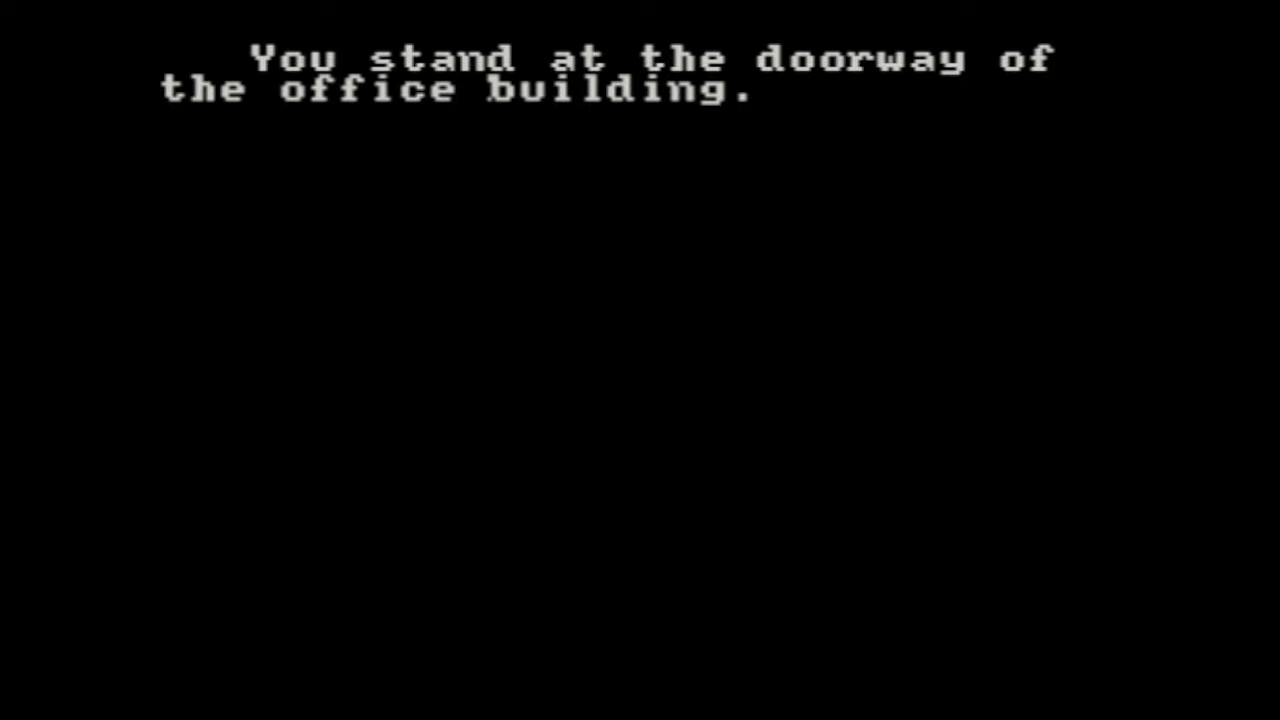 You stand at the doorway of
the office building.